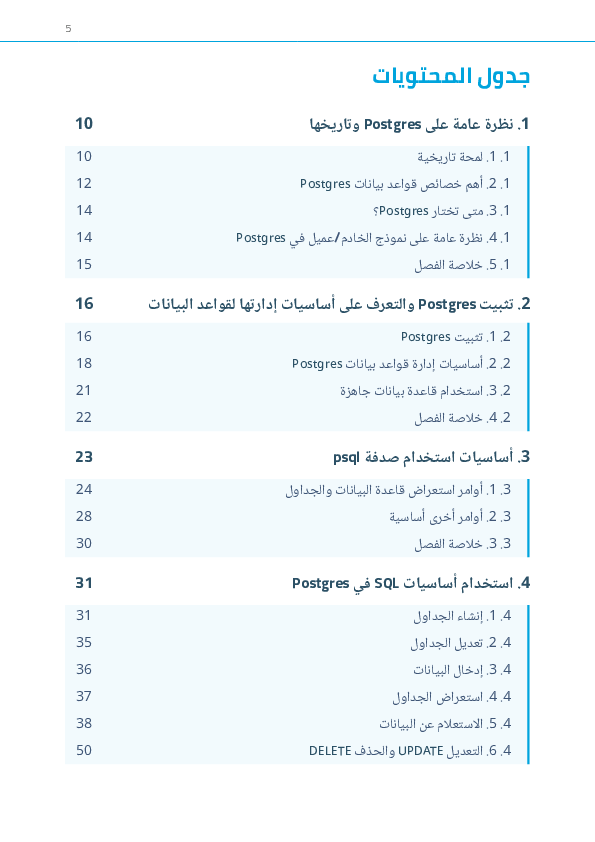 5
جدول المحتويات
1. نظرة عامة على Postgres وتاريخها 10
1. 1. لمحة تاريخية 10
1. 2. أهم خصائص قواعد بيانات Postgres 12
1. 3. متى تختار Postgres؟ 14
1. 4. نظرة عامة على نموذج الخادم/عميل في Postgres 14
1. 5. خلاصة الفصل 15
2. تثبيت Postgres والتعرف على أساسيات إدارتها لقواعد البيانات 16
2. 1. تثبيت Postgres 16
2. 2. أساسيات إدارة قواعد بيانات Postgres 18
2. 3. استخدام قاعدة بيانات جاهزة 21
2. 4. خلاصة الفصل 22
3. أساسيات استخدام صدفة psql 23
3. 1. أوامر استعراض قاعدة البيانات والجداول 24
3. 2. أوامر أخرى أساسية 28
3. 3. خلاصة الفصل 30
4. استخدام أساسيات SQL في Postgres 31
4. 1. إنشاء الجداول 31
4. 2. تعديل الجداول 35
4. 3. إدخال البيانات 36
4. 4. استعراض الجداول 37
4. 5. الاستعلام عن البيانات 38
4. 6. التعديل UPDATE والحذف DELETE 50